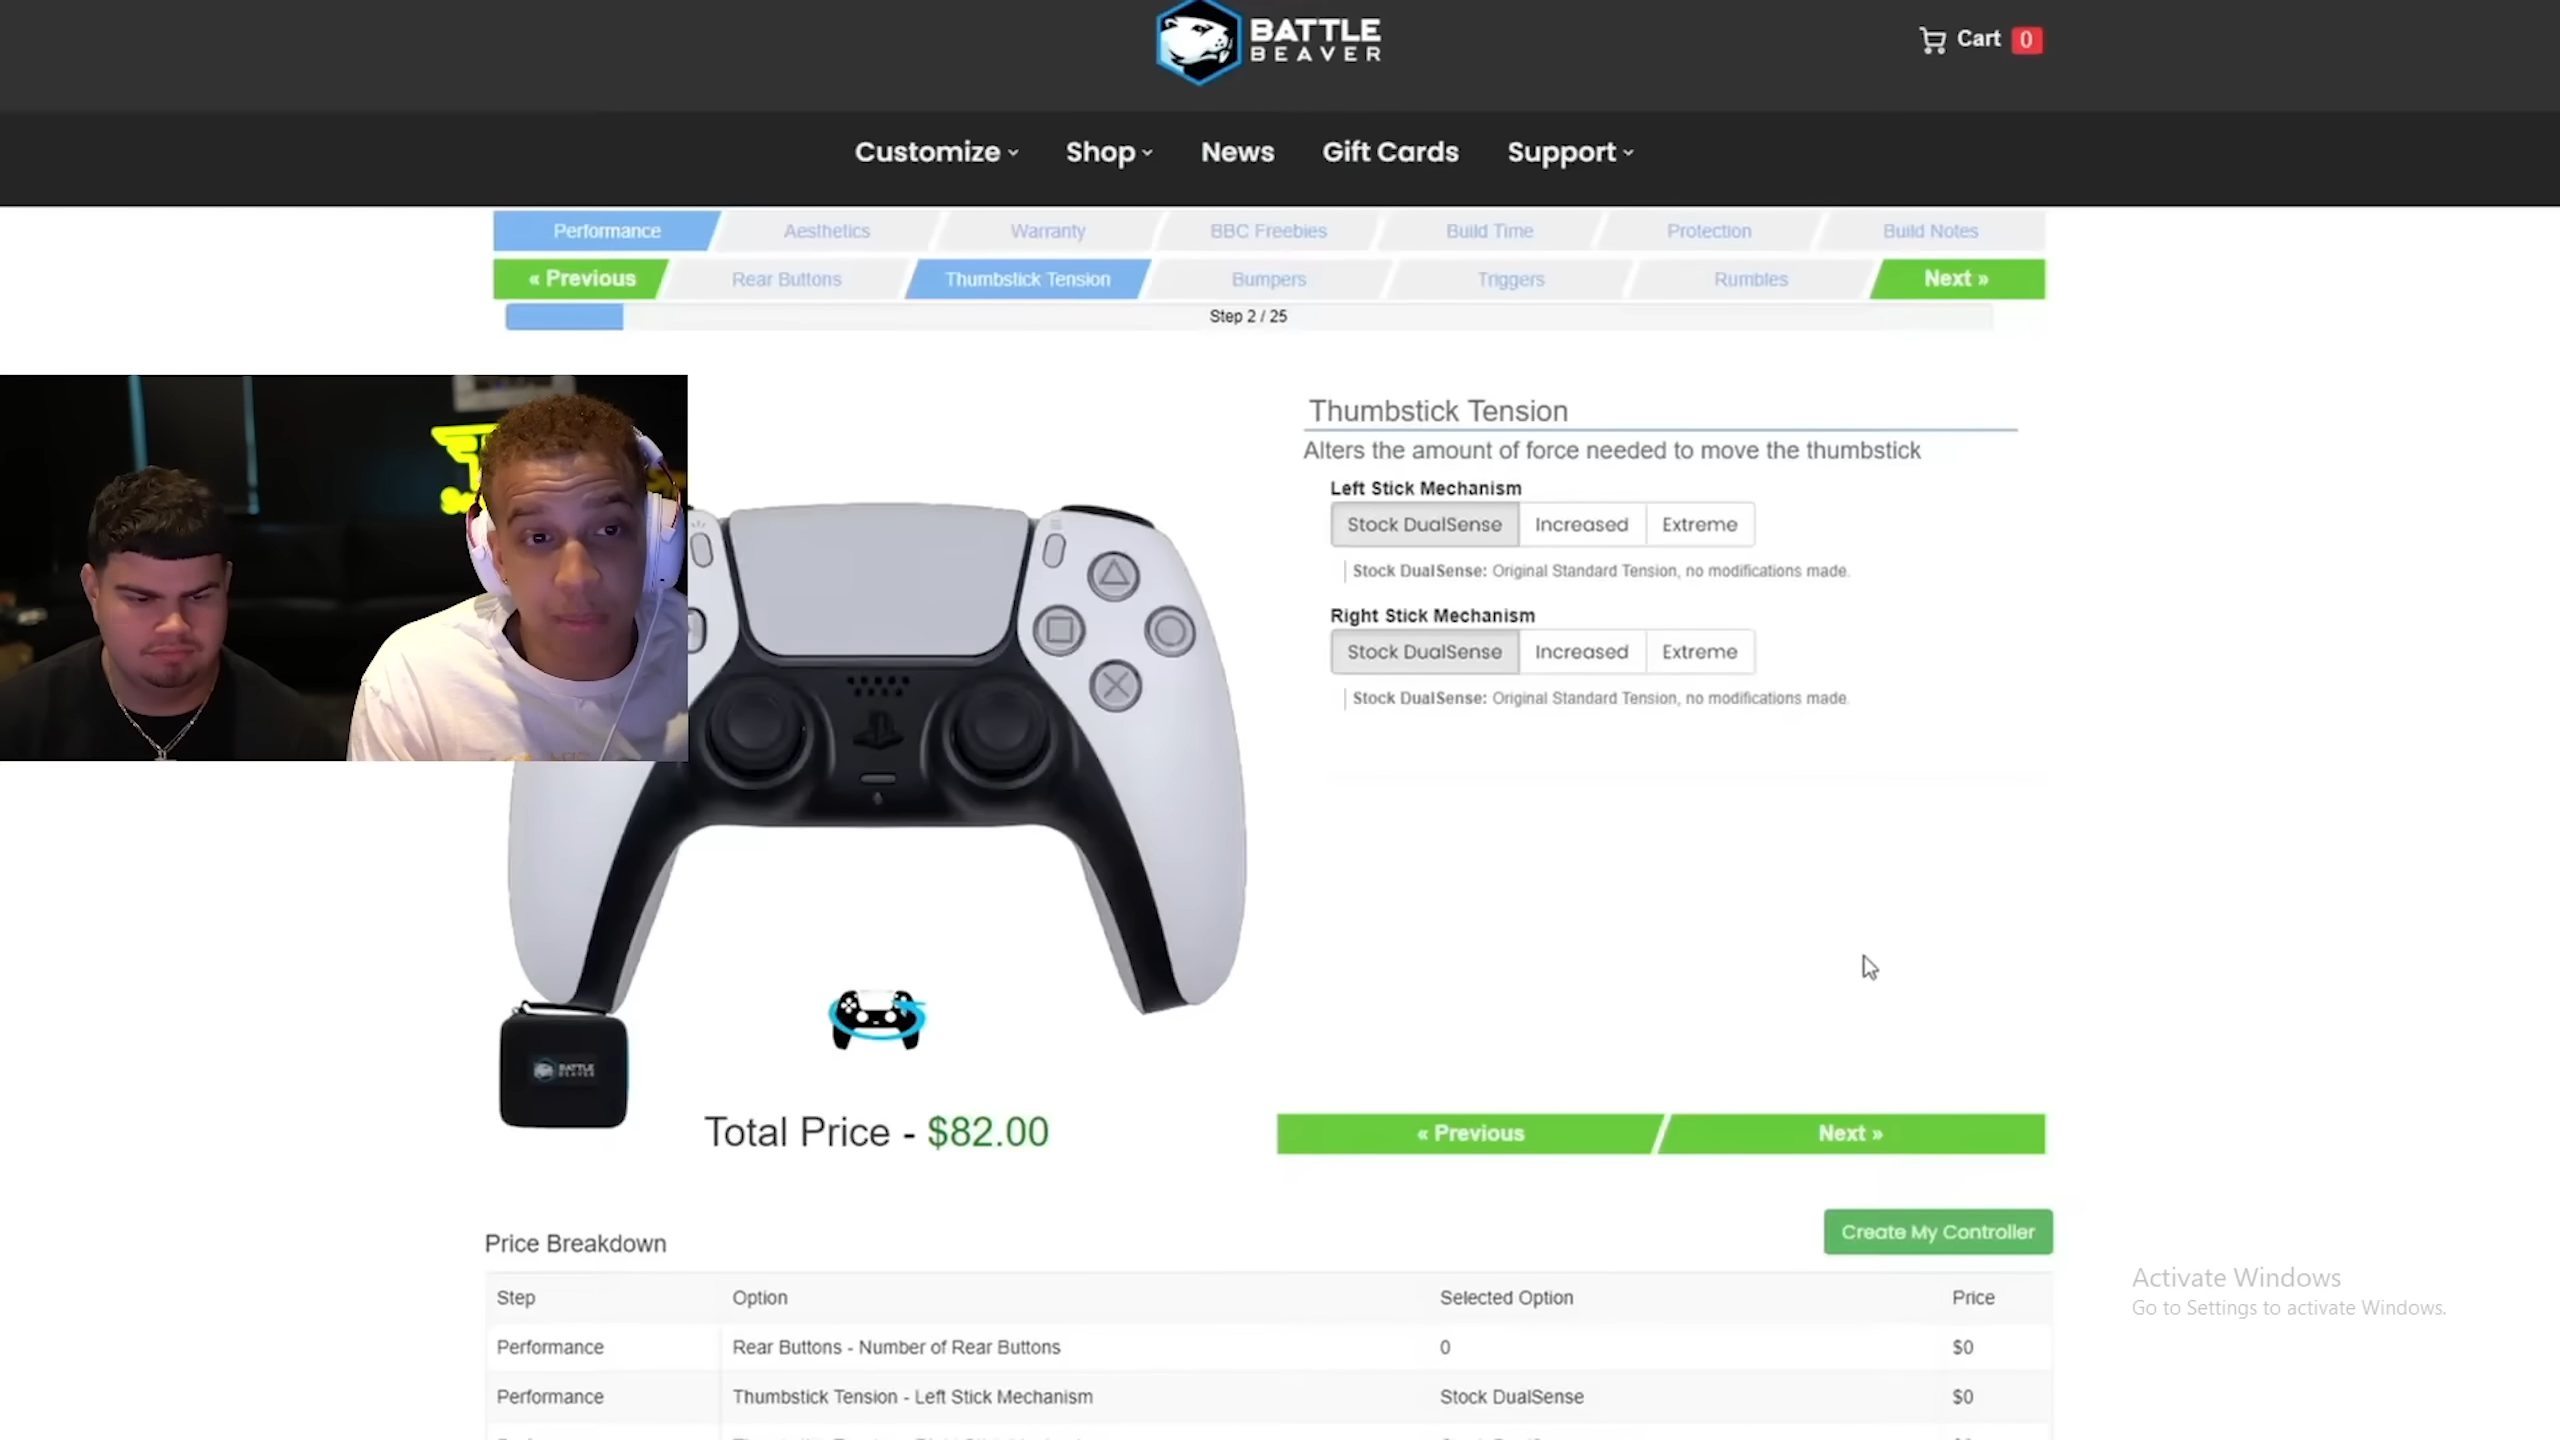 BATTLE
BEAVER
Cart 0
Customize Shop News Gift Cards Support
Performance Aesthetics Warranty BBC Freebies Build Time Protection Build Notes
« Previous Rear Buttons Thumbstick Tension Bumpers Triggers Rumbles Next »
Step 2 / 25
Thumbstick Tension
Alters the amount of force needed to move the thumbstick
Left Stick Mechanism
Stock DualSense Increased Extreme
Stock DualSense: Original Standard Tension, no modifications made.
Right Stick Mechanism
Stock DualSense Increased Extreme
Stock DualSense: Original Standard Tension, no modifications made.
BATTLE
BEAVER
Total Price - $82.00
« Previous Next »
Create My Controller
Price Breakdown
Step Option Selected Option Price
Performance Rear Buttons - Number of Rear Buttons 0 $0
Performance Thumbstick Tension - Left Stick Mechanism Stock DualSense $0
Activate Windows
Go to Settings to activate Windows.